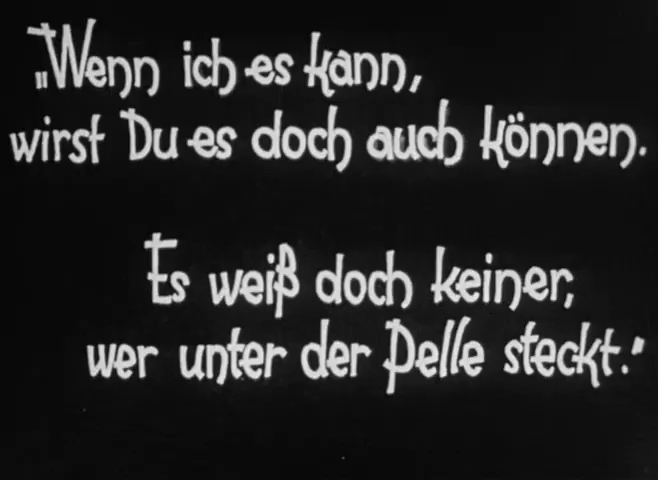 „Wenn ich es kann,
wirst Du es doch auch können.
Es weiß doch keiner,
wer unter der Pelle steckt."